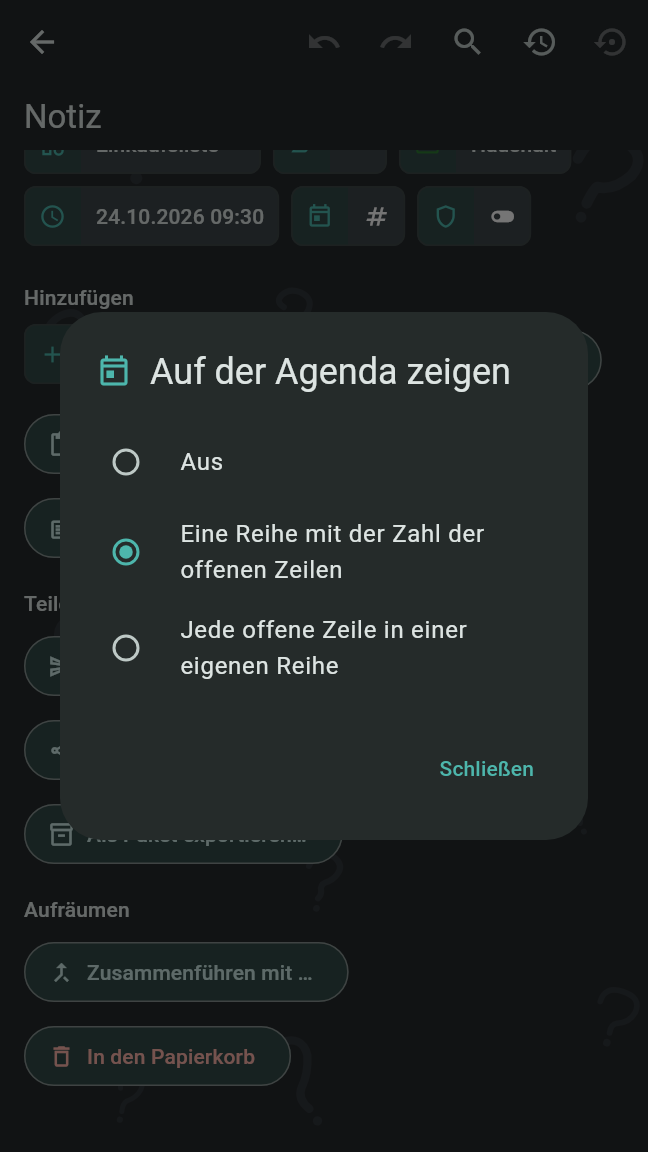 Notiz
24.10.2026 09:30
#
Hinzufügen
Auf der Agenda zeigen
Aus
Eine Reihe mit der Zahl der
offenen Zeilen
Jede offene Zeile in einer
eigenen Reihe
Schließen
Aufräumen
Zusammenführen mit ...
In den Papierkorb